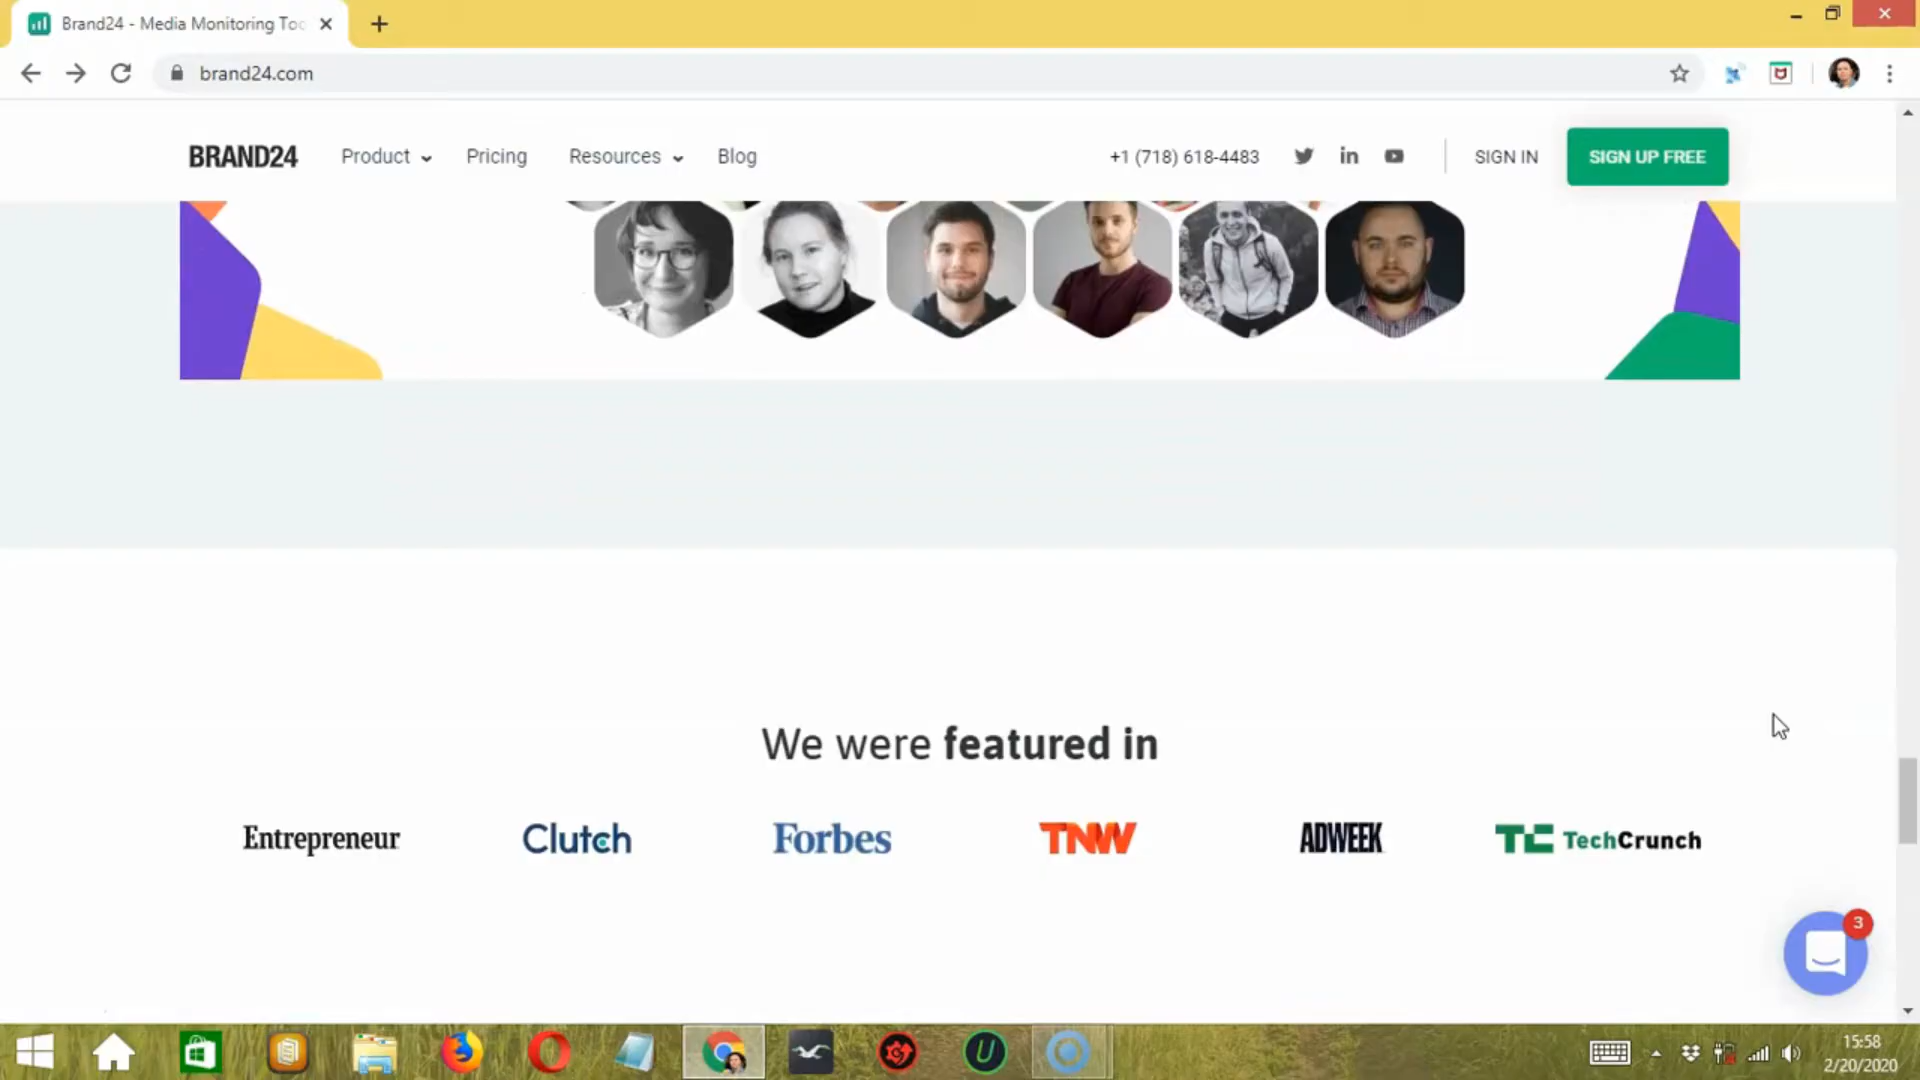 Brand24 - Media Monitoring Too
brand24.com
BRAND24
Product
Pricing
Resources
Blog
+1 (718) 618-4483
in
SIGN IN
SIGN UP FREE
We were featured in
Entrepreneur
Clutch
Forbes
TNW
ADWEEK
TC TechCrunch
3
U
15:58
2/20/2020